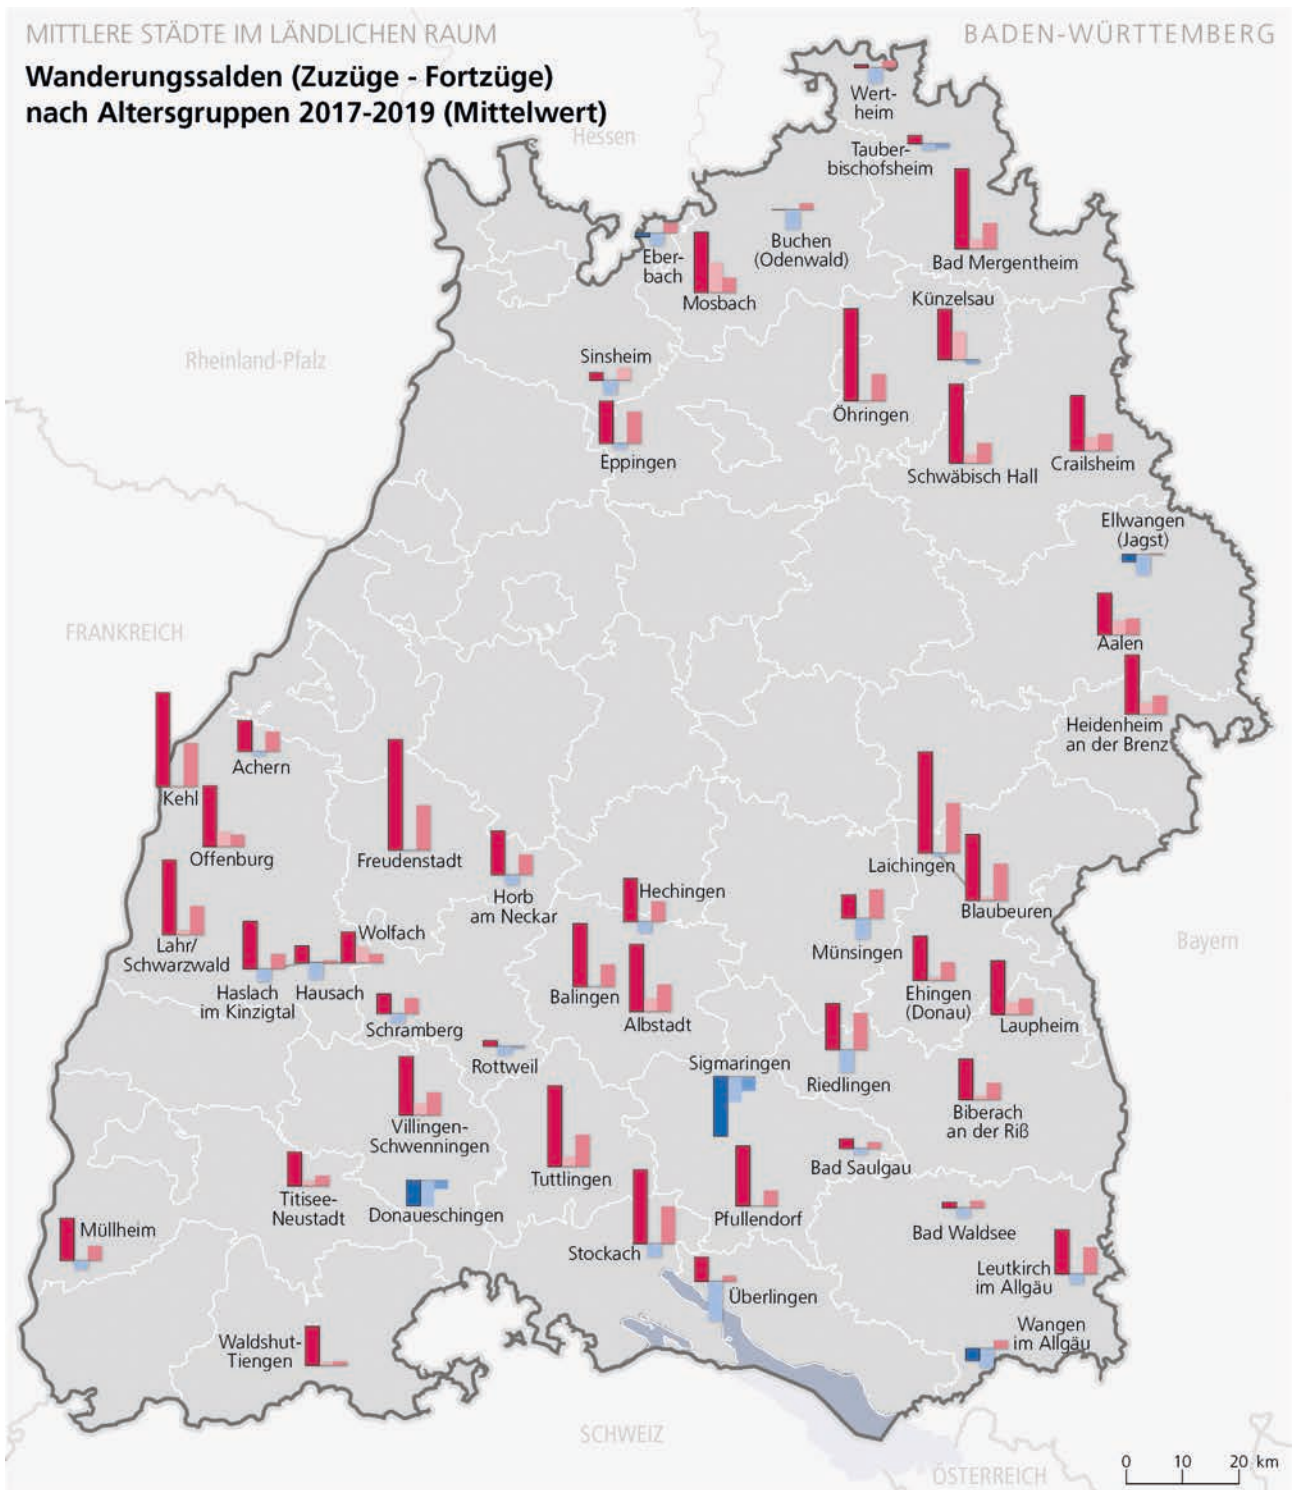 MITTLERE STÄDTE IM LÄNDLICHEN RAUM
BADEN-WÜRTTEMBERG
Wanderungssalden (Zuzüge - Fortzüge)
nach Altersgruppen 2017-2019 (Mittelwert)
Hessen
Wert-
heim
Tauber-
bischofsheim
Buchen
(Odenwald)
Eber-
bach
Mosbach
Bad Mergentheim
Künzelsau
Rheinland-Pfalz
Sinsheim
Öhringen
Eppingen
Schwäbisch Hall
Crailsheim
Ellwangen
(Jagst)
FRANKREICH
Aalen
Heidenheim
an der Brenz
Achern
Kehl
Offenburg
Freudenstadt
Laichingen
Horb
am Neckar
Hechingen
Blaubeuren
Bayern
Wolfach
Lahr/
Schwarzwald
Münsingen
Haslach
im Kinzigtal
Hausach
Balingen
Ehingen
(Donau)
Albstadt
Laupheim
Schramberg
Rottweil
Sigmaringen
Riedlingen
Biberach
an der Riß
Villingen-
Schwenningen
Bad Saulgau
Tuttlingen
Titisee-
Neustadt
Donaueschingen
Pfullendorf
Müllheim
Bad Waldsee
Stockach
Leutkirch
im Allgäu
Überlingen
Wangen
im Allgäu
Waldshut-
Tiengen
SCHWEIZ
ÖSTERREICH
0 10 20 km